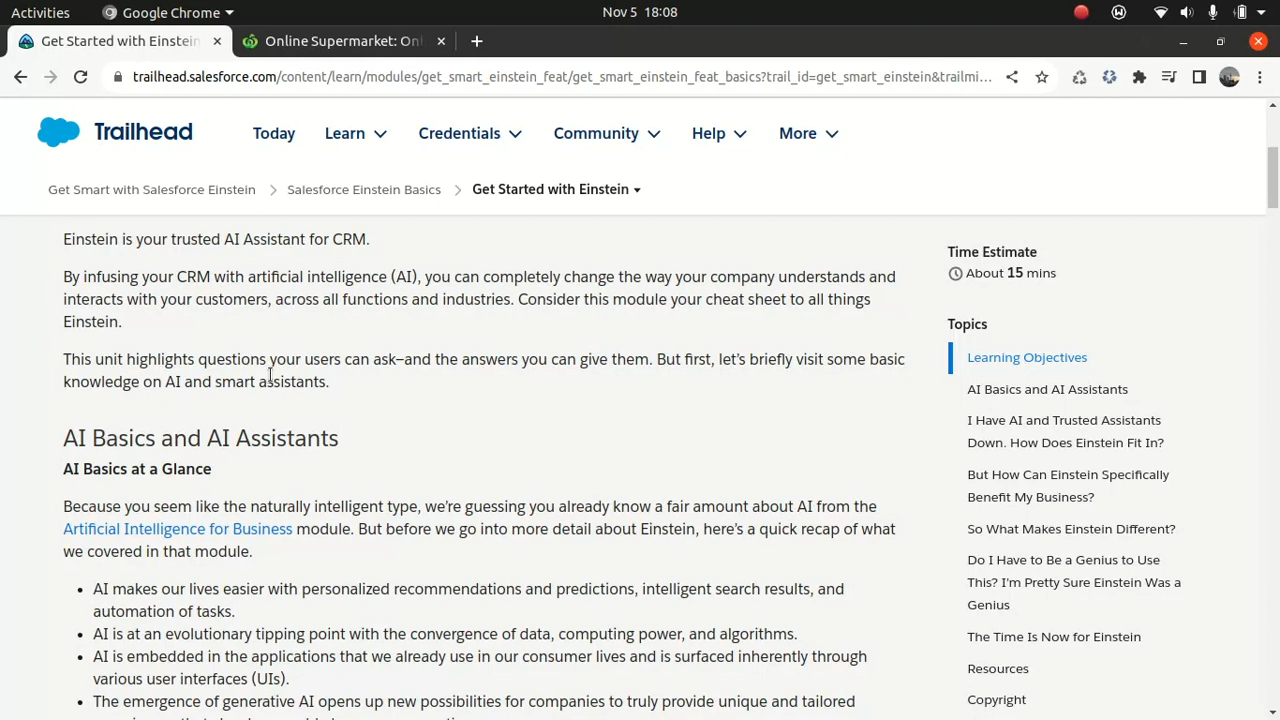 Activities
Google Chrome
Nov 5 18:08
Get Started with Einstein
Online Supermarket: Onl
trailhead.salesforce.com/content/learn/modules/get_smart_einstein_feat/get_smart_einstein_feat_basics?trail_id=get_smart_einstein&trailmi...
Trailhead
Today
Learn
Credentials
Community
Help
More
Get Smart with Salesforce Einstein
Salesforce Einstein Basics
Get Started with Einstein
Einstein is your trusted AI Assistant for CRM.
By infusing your CRM with artificial intelligence (AI), you can completely change the way your company understands and
interacts with your customers, across all functions and industries. Consider this module your cheat sheet to all things
Einstein.
This unit highlights questions your users can ask—and the answers you can give them. But first, let's briefly visit some basic
knowledge on AI and smart assistants.
AI Basics and AI Assistants
AI Basics at a Glance
Because you seem like the naturally intelligent type, we're guessing you already know a fair amount about AI from the
Artificial Intelligence for Business module. But before we go into more detail about Einstein, here's a quick recap of what
we covered in that module.
• AI makes our lives easier with personalized recommendations and predictions, intelligent search results, and
automation of tasks.
• AI is at an evolutionary tipping point with the convergence of data, computing power, and algorithms.
• AI is embedded in the applications that we already use in our consumer lives and is surfaced inherently through
various user interfaces (UIs).
• The emergence of generative AI opens up new possibilities for companies to truly provide unique and tailored
Time Estimate
About 15 mins
Topics
Learning Objectives
AI Basics and AI Assistants
I Have AI and Trusted Assistants
Down. How Does Einstein Fit In?
But How Can Einstein Specifically
Benefit My Business?
So What Makes Einstein Different?
Do I Have to Be a Genius to Use
This? I'm Pretty Sure Einstein Was a
Genius
The Time Is Now for Einstein
Resources
Copyright